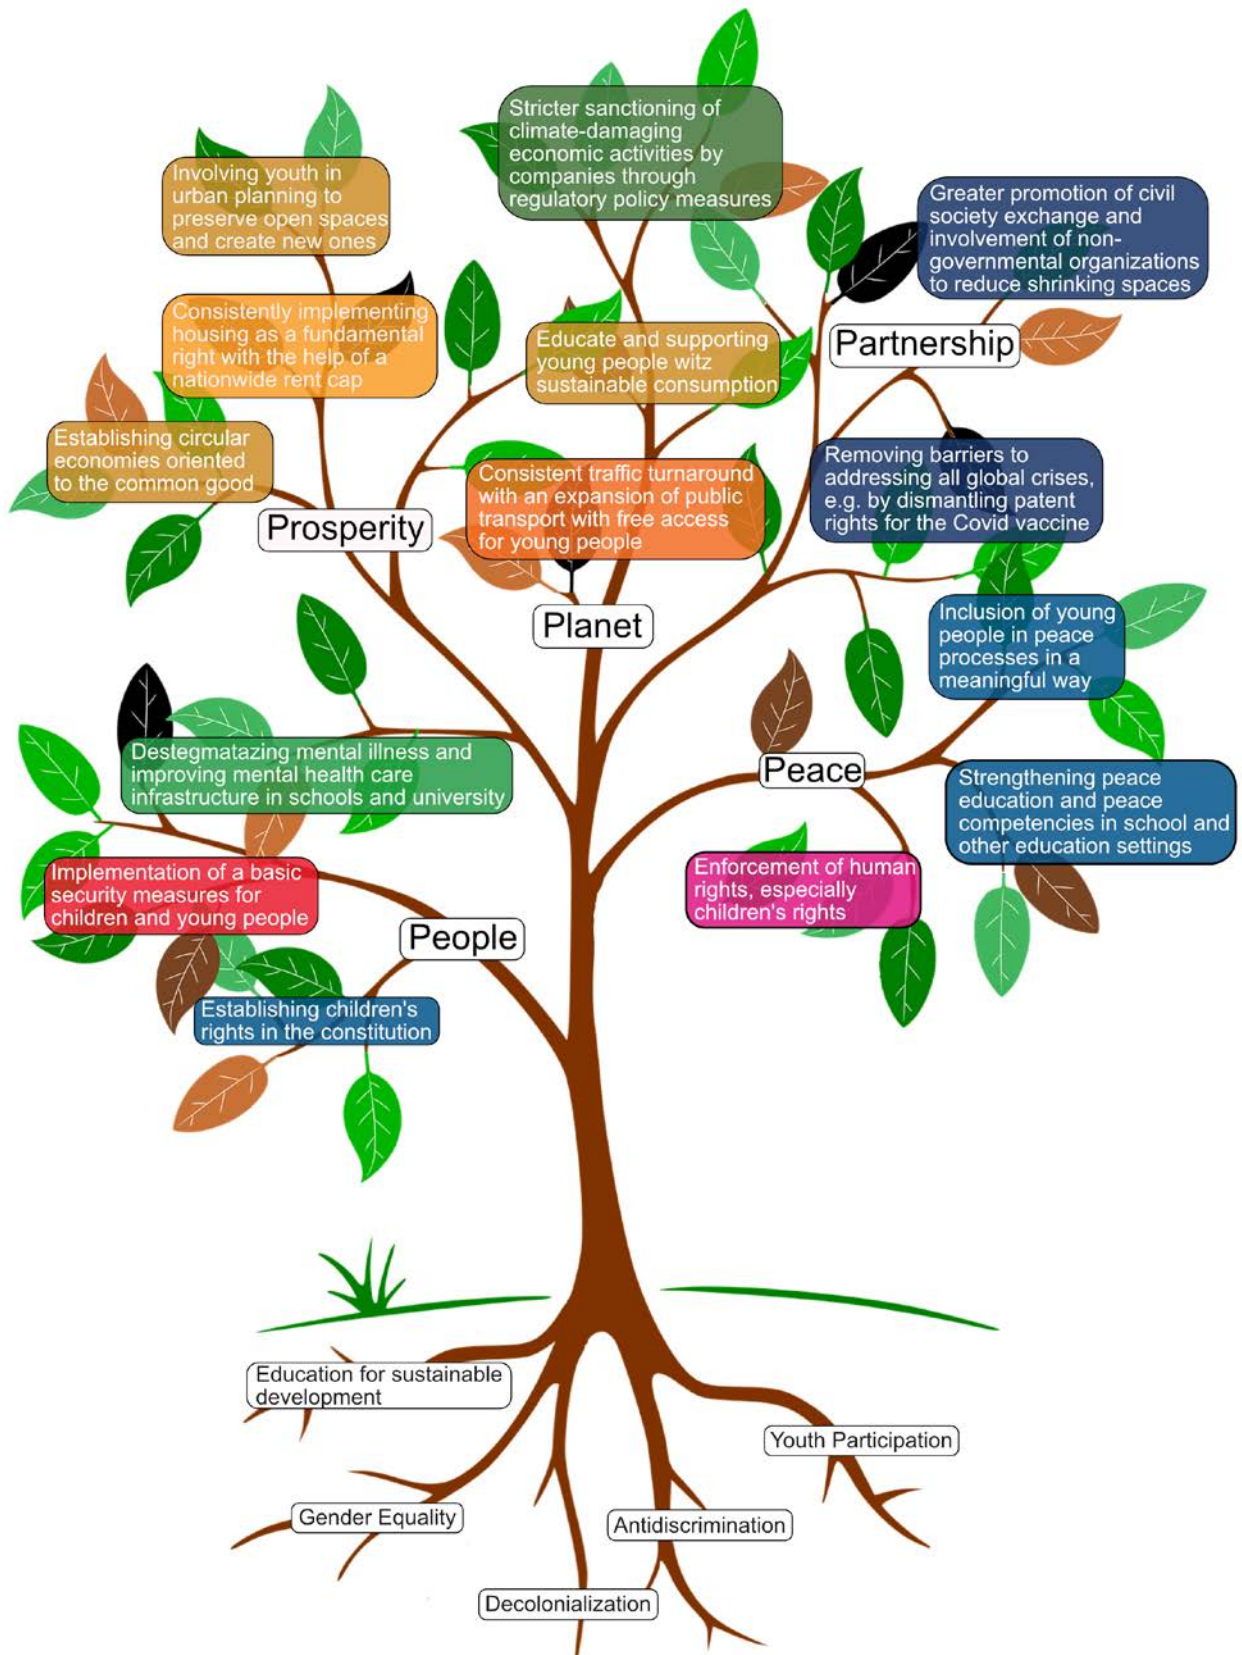 Stricter sanctioning of
climate-damaging
economic activities by
companies through
regulatory policy measures
Involving youth in
urban planning to
preserve open spaces
and create new ones
Greater promotion of civil
society exchange and
involvement of non-
governmental organizations
to reduce shrinking spaces
Consistently implementing
housing as a fundamental
right with the help of a
nationwide rent cap
Educate and supporting
young people witz
sustainable consumption
Partnership
Establishing circular
economies oriented
to the common good
Consistent traffic turnaround
with an expansion of public
transport with free access
for young people
Removing barriers to
addressing all global crises,
e.g. by dismantling patent
rights for the Covid vaccine
Prosperity
Planet
Inclusion of young
people in peace
processes in a
meaningful way
Destegmatazing mental illness and
improving mental health care
infrastructure in schools and university
Peace
Strengthening peace
education and peace
competencies in school and
other education settings
Implementation of a basic
security measures for
children and young people
Enforcement of human
rights, especially
children's rights
People
Establishing children's
rights in the constitution
Education for sustainable
development
Youth Participation
Gender Equality
Antidiscrimination
Decolonialization